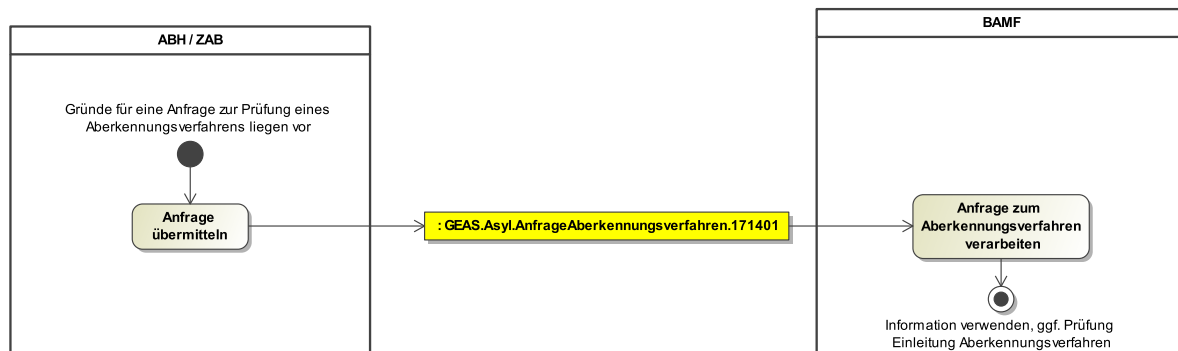 ABH / ZAB
BAMF
Gründe für eine Anfrage zur Prüfung eines
Aberkennungsverfahrens liegen vor
Anfrage
übermitteln
: GEAS.Asyl.AnfrageAberkennungsverfahren.171401
Anfrage zum
Aberkennungsverfahren
verarbeiten
Information verwenden, ggf. Prüfung
Einleitung Aberkennungsverfahren